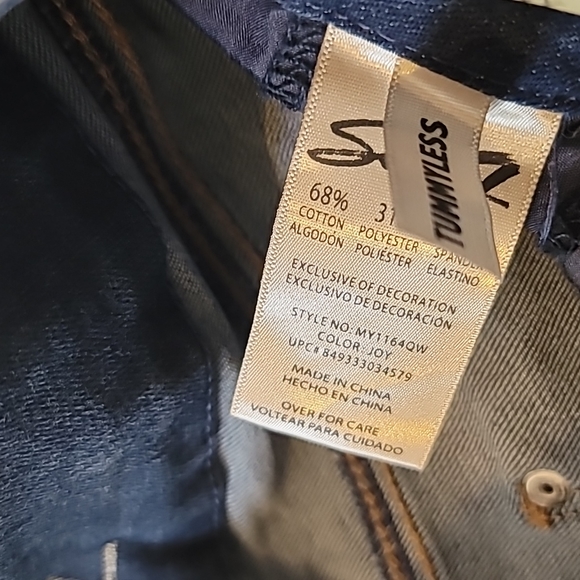 TUMMYLESS
68% 31
COTTON POLYESTER
ALGODÓN POLIÉSTER ELASTINO
EXCLUSIVE OF DECORATION
EXCLUSIVO DE DECORACIÓN
STYLE NO: MY1164QW
COLOR: JOY
UPC# 849333034579
MADE IN CHINA
HECHO EN CHINA
OVER FOR CARE
VOLTEAR PARA CUIDADO